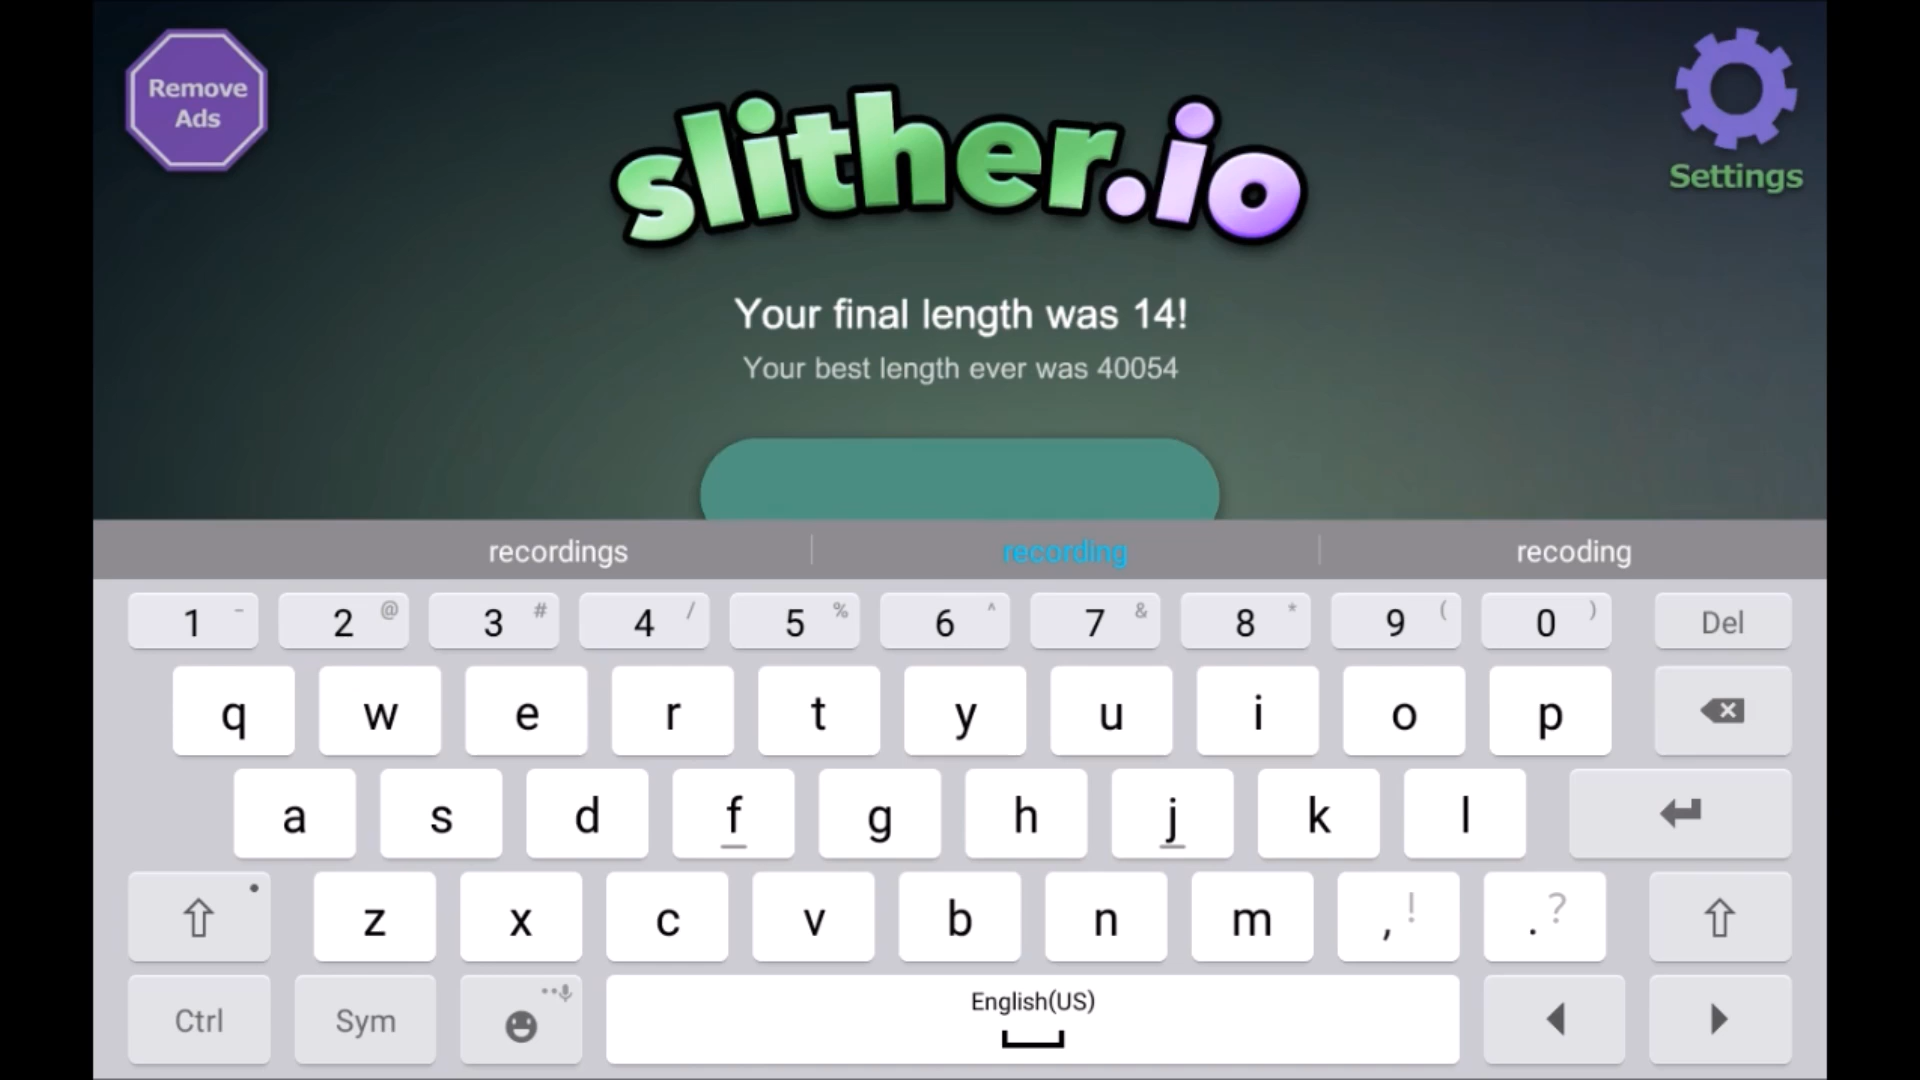 Remove
Ads
slither.io
Settings
Your final length was 14!
Your best length ever was 40054
recordings recording recoding
1 - 2 @ 3 # 4 / 5 % 6 ^ 7 & 8 * 9 ( 0 ) Del
q w e r t y u i o p
a s d f g h j k l
z x c v b n m , ! . ?
Ctrl Sym English(US)